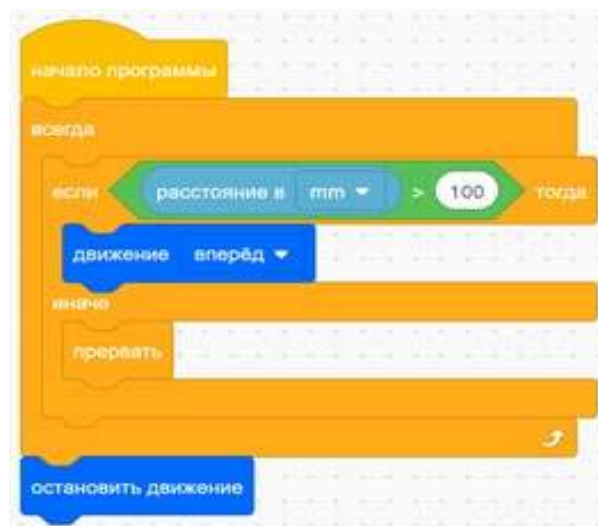 начало программы
всегда
если расстояние в mm > 100 тогда
движение вперёд
иначе
прервать
остановить движение